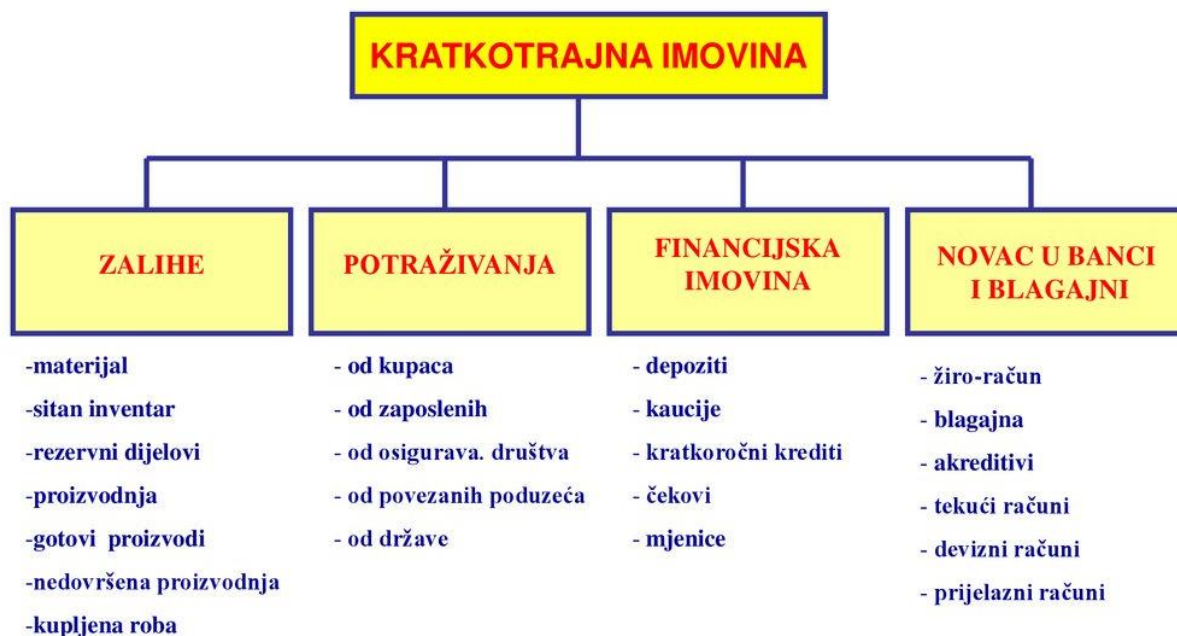 KRATKOTRAJNA IMOVINA
ZALIHE
-materijal
-sitan inventar
-rezervni dijelovi
-proizvodnja
-gotovi proizvodi
-nedovršena proizvodnja
-kupljena roba
POTRAŽIVANJA
- od kupaca
- od zaposlenih
- od osigurava. društva
- od povezanih poduzeća
- od države
FINANCIJSKA
IMOVINA
- depoziti
- kaucije
- kratkoročni krediti
- čekovi
- mjenice
NOVAC U BANCI
I BLAGAJNI
- žiro-račun
- blagajna
- akreditivi
- tekući računi
- devizni računi
- prijelazni računi